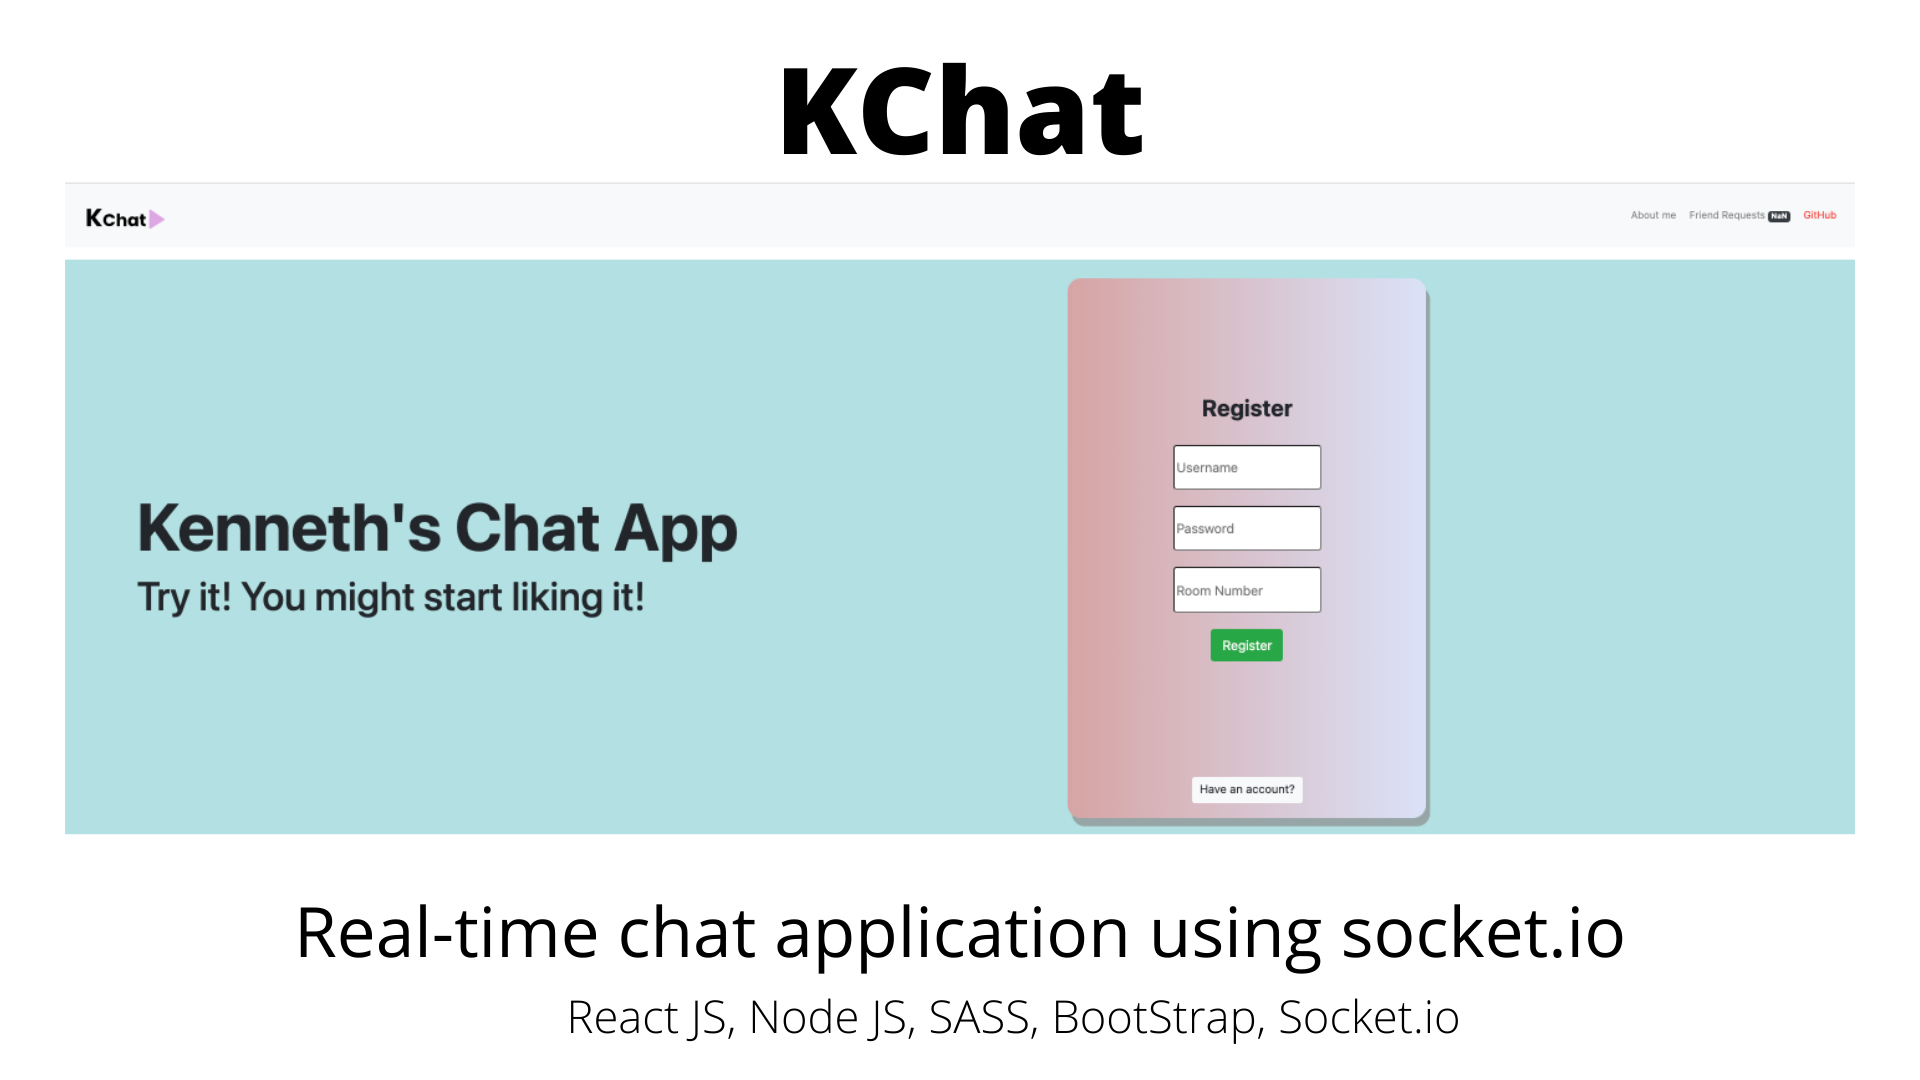 KChat
KChat
About me Friend Requests NaN GitHub
Register
Username
Password
Room Number
Register
Have an account?
Kenneth's Chat App
Try it! You might start liking it!
Real-time chat application using socket.io
React JS, Node JS, SASS, BootStrap, Socket.io